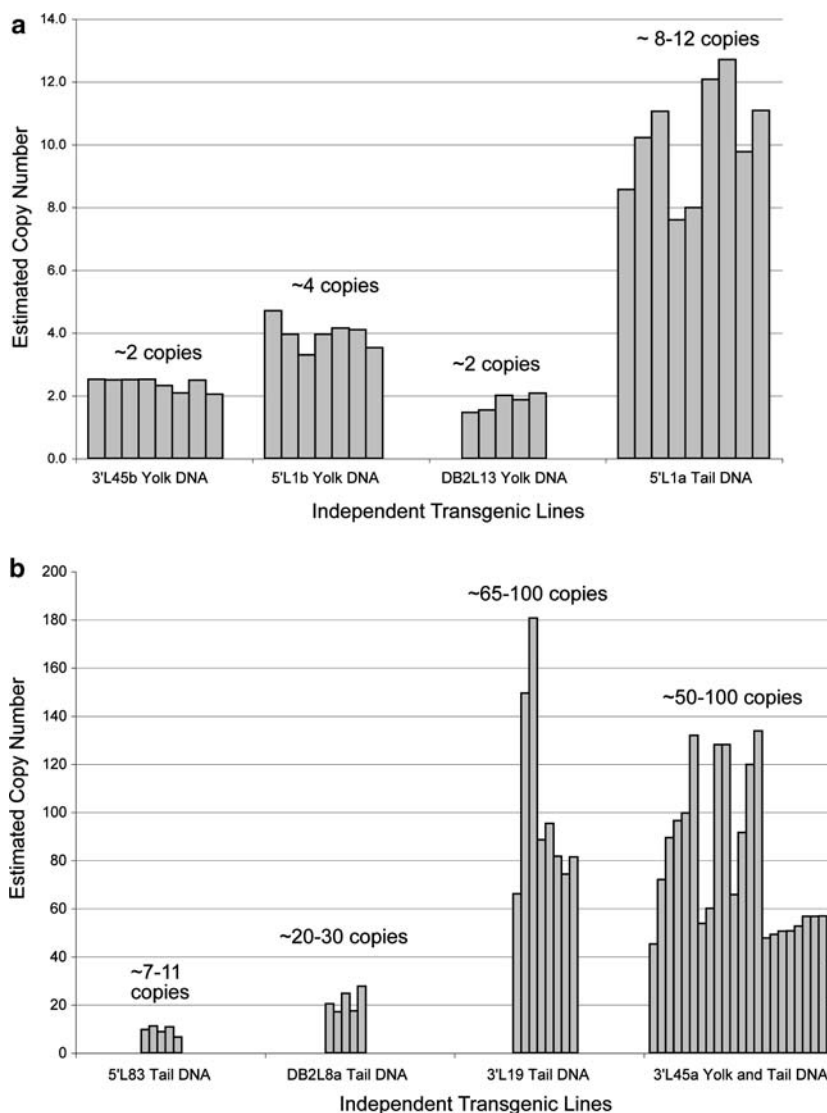 a
14.0
12.0
10.0
8.0
6.0
4.0
2.0
0.0
Estimated Copy Number
~2 copies
~4 copies
~2 copies
~ 8-12 copies
3'L45b Yolk DNA
5'L1b Yolk DNA
DB2L13 Yolk DNA
5'L1a Tail DNA
Independent Transgenic Lines
b
200
180
160
140
120
100
80
60
40
20
0
Estimated Copy Number
~7-11
copies
~20-30 copies
~65-100 copies
~50-100 copies
5'L83 Tail DNA
DB2L8a Tail DNA
3'L19 Tail DNA
3'L45a Yolk and Tail DNA
Independent Transgenic Lines